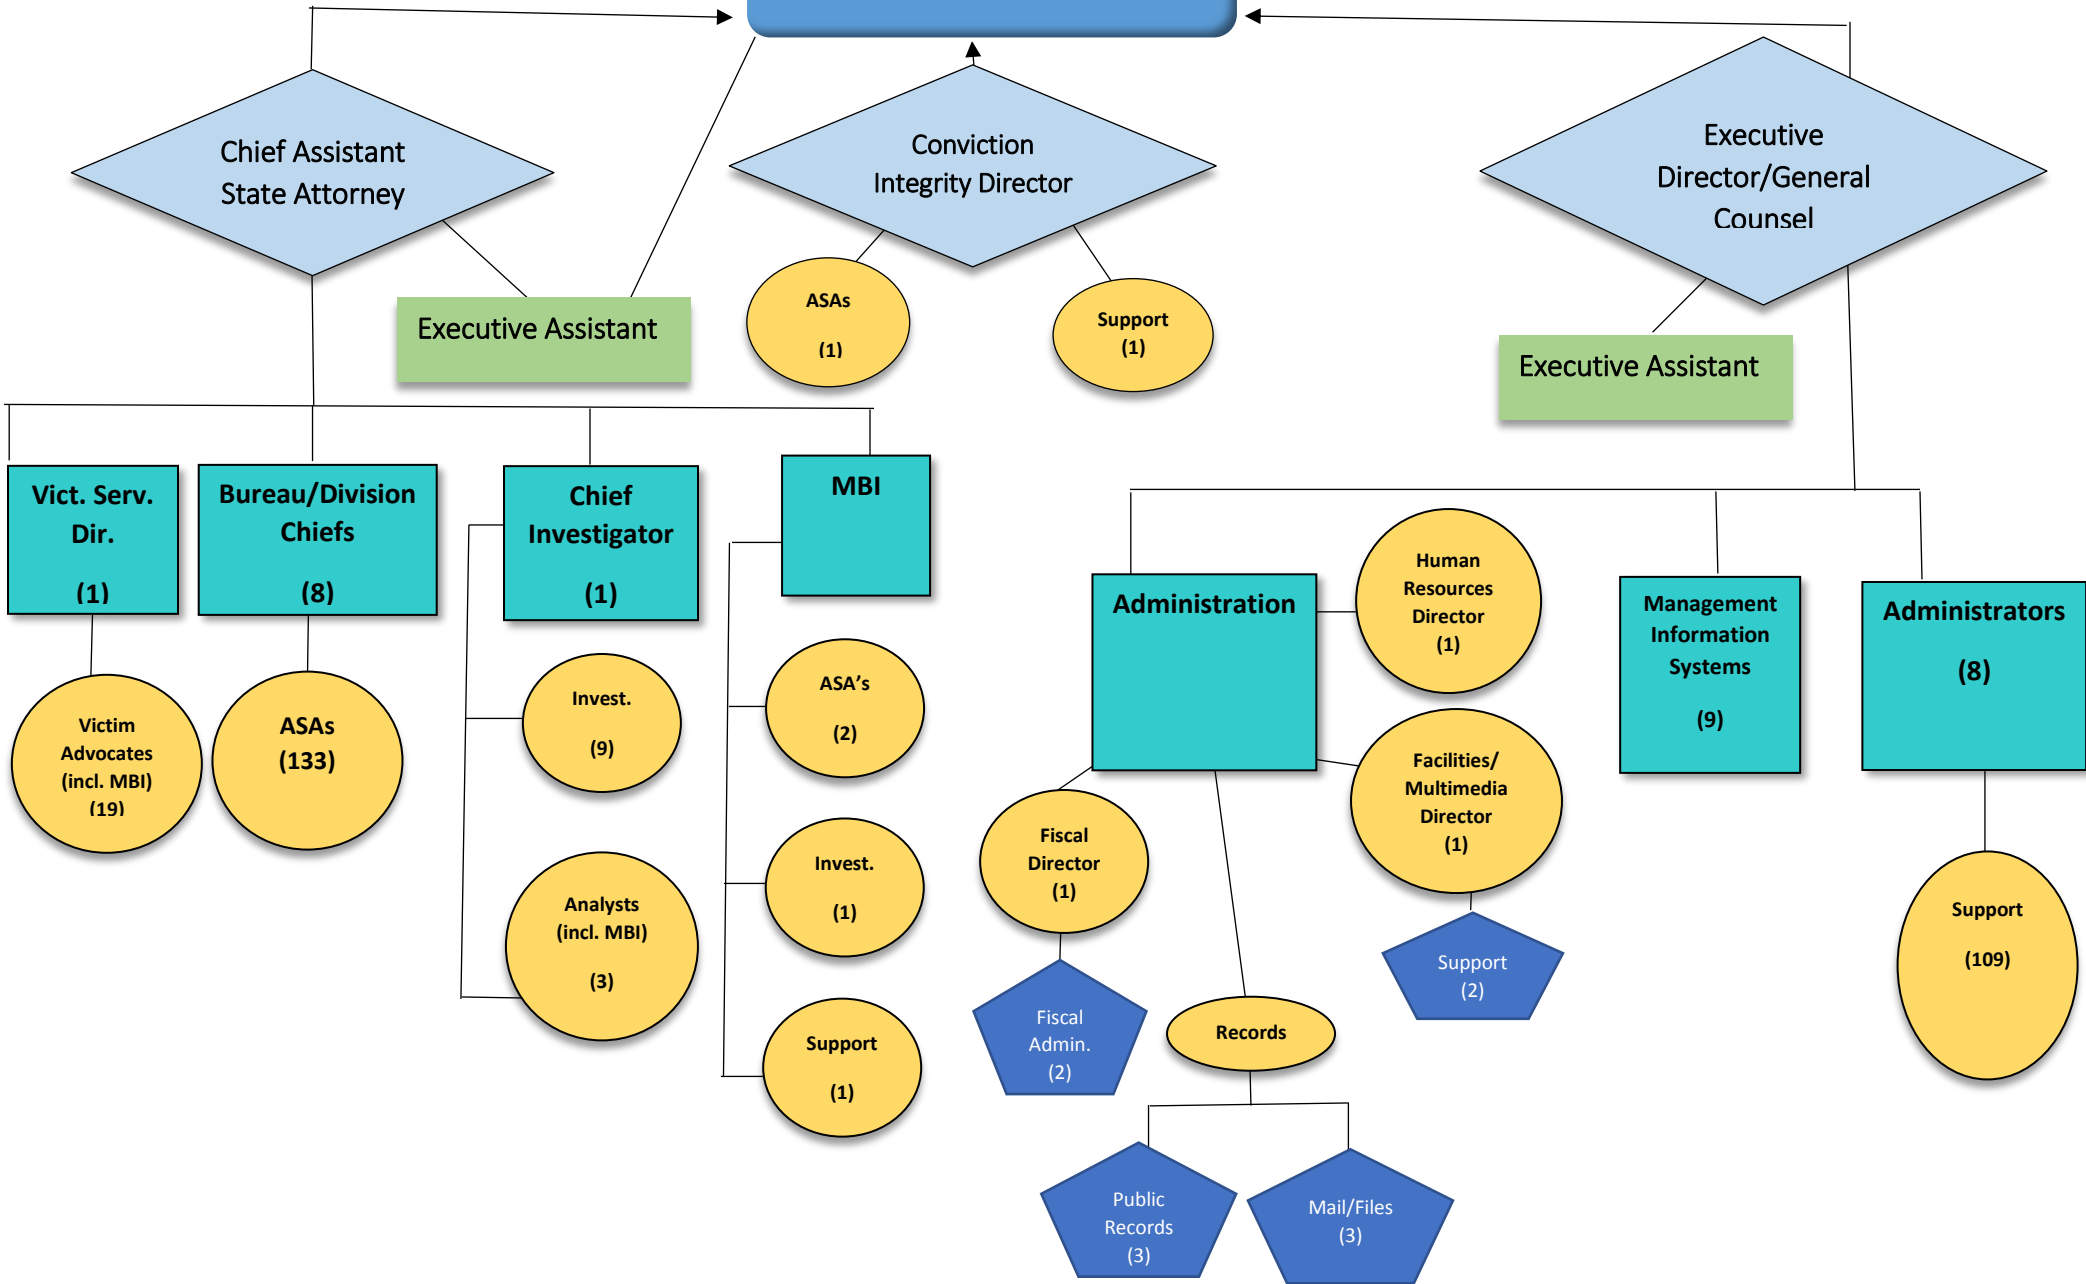 Chief Assistant
State Attorney
Conviction
Integrity Director
Executive
Director/General
Counsel
Executive Assistant
ASAs
(1)
Support
(1)
Executive Assistant
Vict. Serv.
Dir.
(1)
Bureau/Division
Chiefs
(8)
Chief
Investigator
(1)
MBI
Victim
Advocates
(incl. MBI)
(19)
ASAs
(133)
Invest.
(9)
Analysts
(incl. MBI)
(3)
ASA’s
(2)
Invest.
(1)
Support
(1)
Administration
Human
Resources
Director
(1)
Facilities/
Multimedia
Director
(1)
Support
(2)
Fiscal
Director
(1)
Fiscal
Admin.
(2)
Records
Public
Records
(3)
Mail/Files
(3)
Management
Information
Systems
(9)
Administrators
(8)
Support
(109)